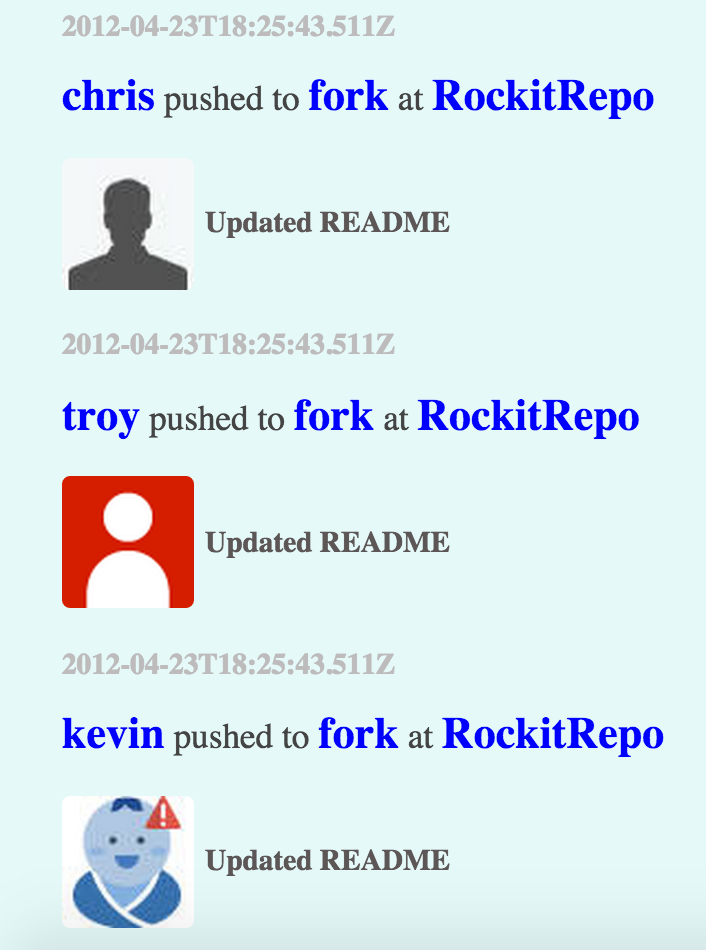 2012-04-23T18:25:43.511Z
chris pushed to fork at RockitRepo
Updated README
2012-04-23T18:25:43.511Z
troy pushed to fork at RockitRepo
Updated README
2012-04-23T18:25:43.511Z
kevin pushed to fork at RockitRepo
Updated README